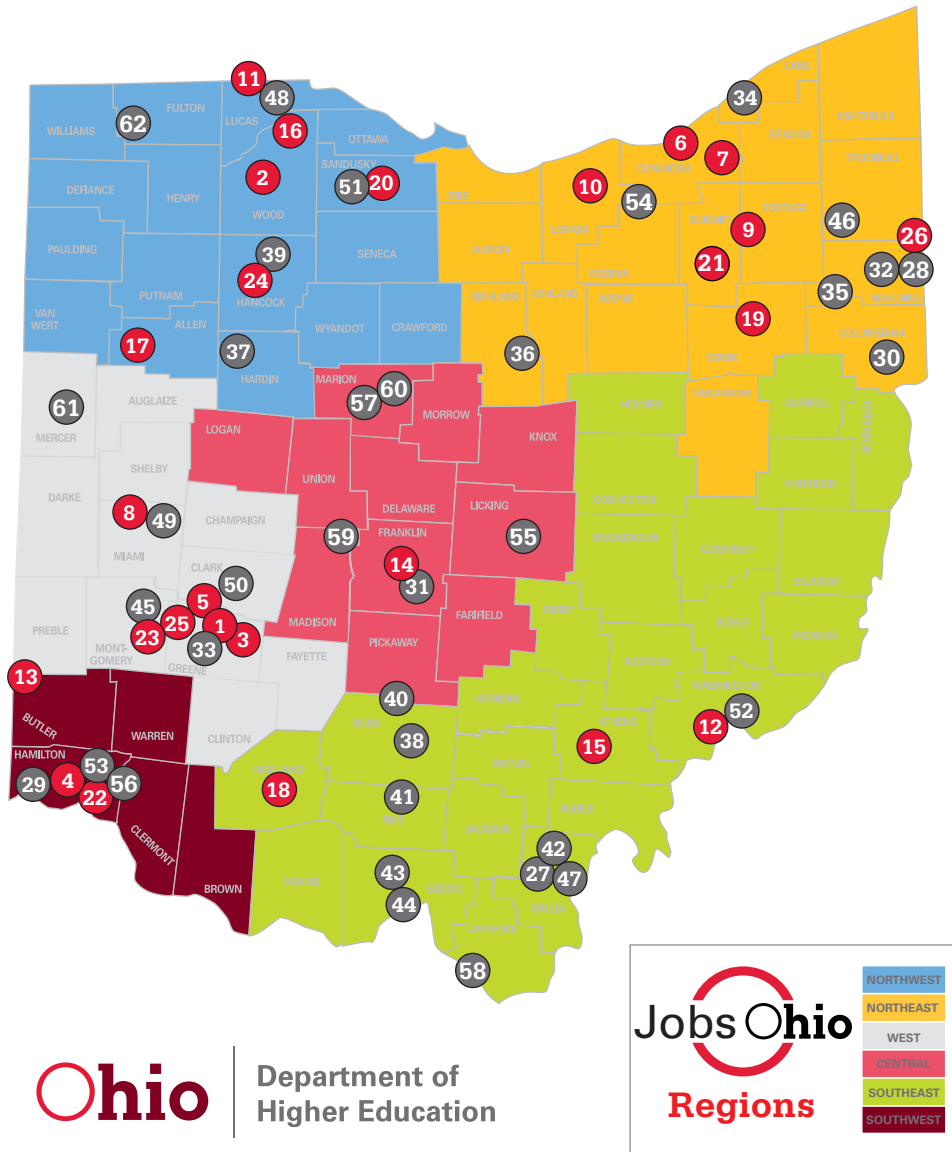 11
48
34
LAKE
FULTON
LUCAS
62
16
WILLIAMS
OTTAWA
ASHTABULA
GEAUGA
6
CUYAHOGA
7
TRUMBULL
SANDUSKY
2
51
20
10
DEFIANCE
HENRY
WOOD
ERIE
54
PORTAGE
SUMMIT
46
LORAIN
9
26
PAULDING
39
SENECA
HURON
21
32
28
24
MEDINA
35
MAHONING
PUTNAM
HANCOCK
RICHLAND
ASHLAND
WAYNE
VAN
WERT
ALLEN
WYANDOT
CRAWFORD
19
COLUMBIANA
17
37
36
STARK
30
HARDIN
MARION
60
57
TUSCARAWAS
61
AUGLAIZE
MORROW
HOLMES
CARROLL
JEFFERSON
MERCER
LOGAN
KNOX
SHELBY
UNION
HARRISON
DARKE
DELAWARE
LICKING
COSHOCTON
8
49
CHAMPAIGN
59
FRANKLIN
55
MUSKINGUM
GUERNSEY
MIAMI
14
CLARK
50
31
BELMONT
5
45
25
1
MADISON
FARIFIELD
PERRY
NOBLE
PREBLE
23
3
PICKAWAY
MONROE
MONT-
GOMERY
33
FAYETTE
MORGAN
GREENE
13
WASHINGTON
40
HOCKING
52
BUTLER
WARREN
CLINTON
ROSS
38
ATHENS
12
15
HAMILTON
53
VINTON
HIGHLAND
29
4
56
18
22
41
PIKE
MEIGS
CLERMONT
JACKSON
42
BROWN
ADAMS
43
SCIOTO
27
47
44
GALLIA
LAWRENCE
58
NORTHWEST
NORTHEAST
WEST
CENTRAL
SOUTHEAST
SOUTHWEST
Jobs Ohio
Regions
Ohio
Department of
Higher Education